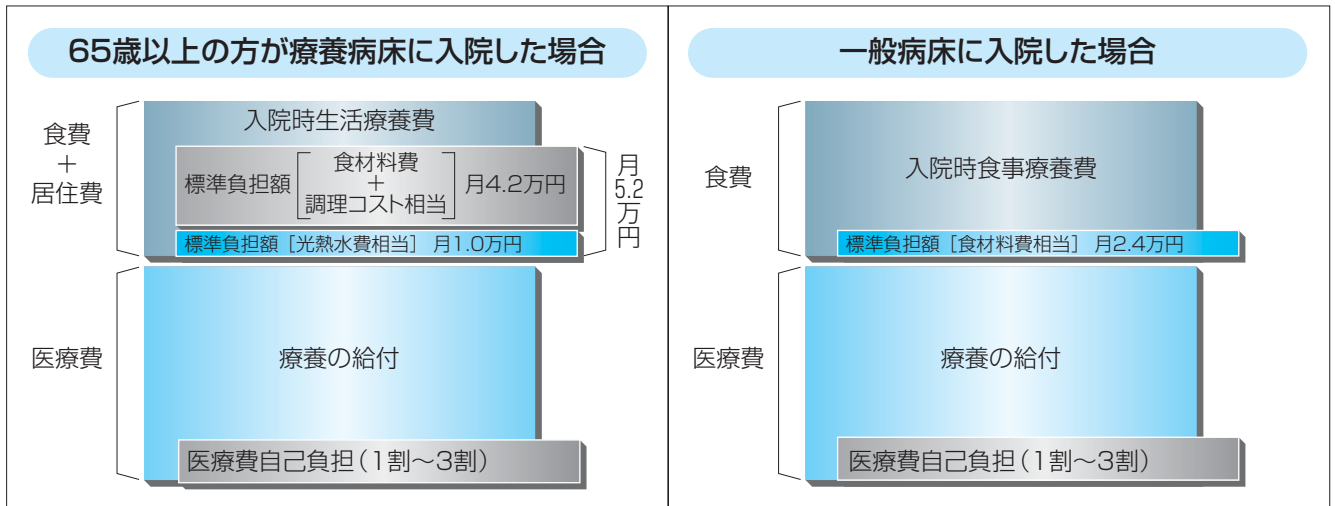 65歳以上の方が療養病床に入院した場合
食費
＋
居住費
入院時生活療養費
標準負担額
食材料費
＋
調理コスト相当
月4.2万円
標準負担額［光熱水費相当］ 月1.0万円
月5.2万円
医療費
療養の給付
医療費自己負担（1割～3割）
一般病床に入院した場合
食費
入院時食事療養費
標準負担額［食材料費相当］ 月2.4万円
医療費
療養の給付
医療費自己負担（1割～3割）